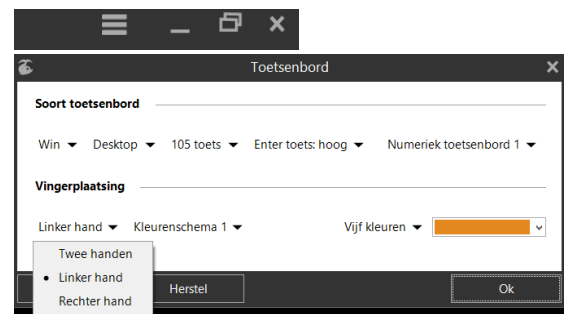 Toetsenbord
Soort toetsenbord
Win Desktop 105 toets Enter toets: hoog Numeriek toetsenbord 1
Vingerplaatsing
Linker hand Kleurenschema 1 Vijf kleuren
Twee handen
Linker hand
Rechter hand
Herstel Ok